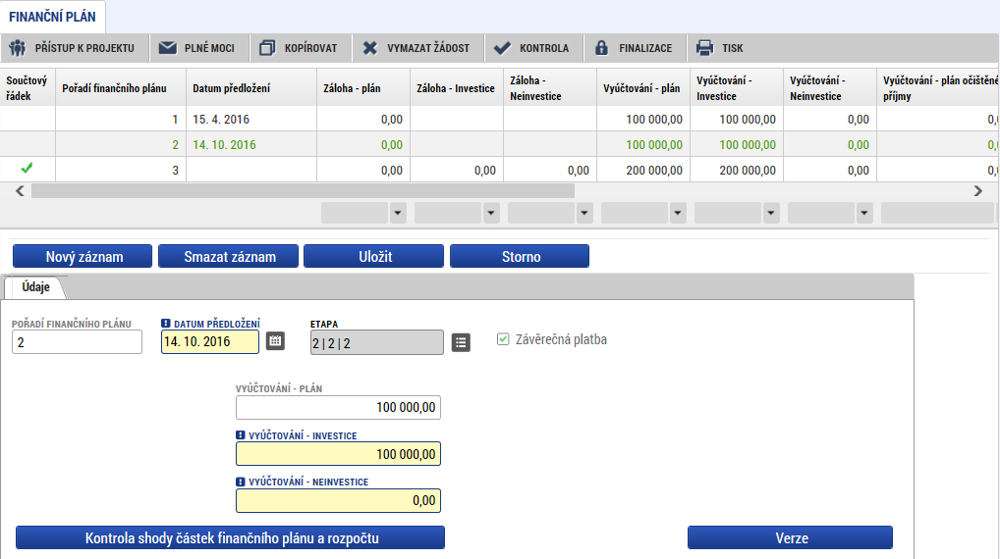 FINANČNÍ PLÁN
PŘÍSTUP K PROJEKTU PLNÉ MOCI KOPÍROVAT VYMAZAT ŽÁDOST KONTROLA FINALIZACE TISK
Součtový řádek Pořadí finančního plánu Datum předložení Záloha - plán Záloha - Investice Záloha - Neinvestice Vyúčtování - plán Vyúčtování - Investice Vyúčtování - Neinvestice Vyúčtování - plán očištěné příjmy
1 15. 4. 2016 0,00 100 000,00 100 000,00 0,00 0,
2 14. 10. 2016 0,00 100 000,00 100 000,00 0,00 0,
3 0,00 0,00 0,00 200 000,00 200 000,00 0,00 0,
Nový záznam Smazat záznam Uložit Storno
Údaje
POŘADÍ FINANČNÍHO PLÁNU DATUM PŘEDLOŽENÍ ETAPA
2 14. 10. 2016 2 | 2 | 2 Závěrečná platba
VYÚČTOVÁNÍ - PLÁN
100 000,00
VYÚČTOVÁNÍ - INVESTICE
100 000,00
VYÚČTOVÁNÍ - NEINVESTICE
0,00
Kontrola shody částek finančního plánu a rozpočtu Verze